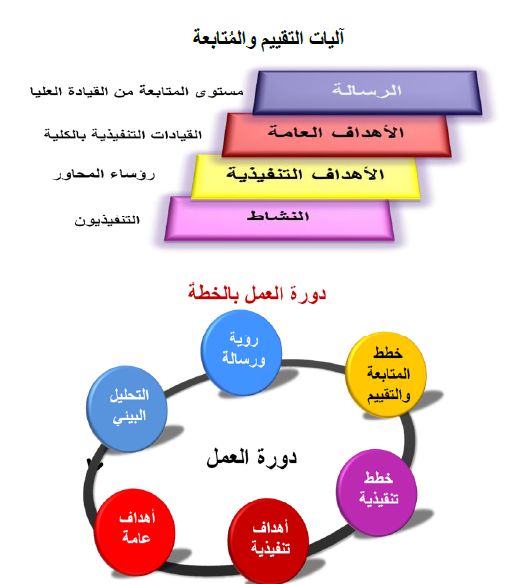 آليات التقييم والمُتابعة
الرسالة
مستوى المتابعة من القيادة العليا
الأهداف العامة
القيادات التنفيذية بالكلية
الأهداف التنفيذية
رؤساء المحاور
النشاط
التنفيذيون
دورة العمل بالخطة
رؤية
ورسالة
خطط
المتابعة
والتقييم
التحليل
البيئي
دورة العمل
خطط
تنفيذية
أهداف
تنفيذية
أهداف
عامة